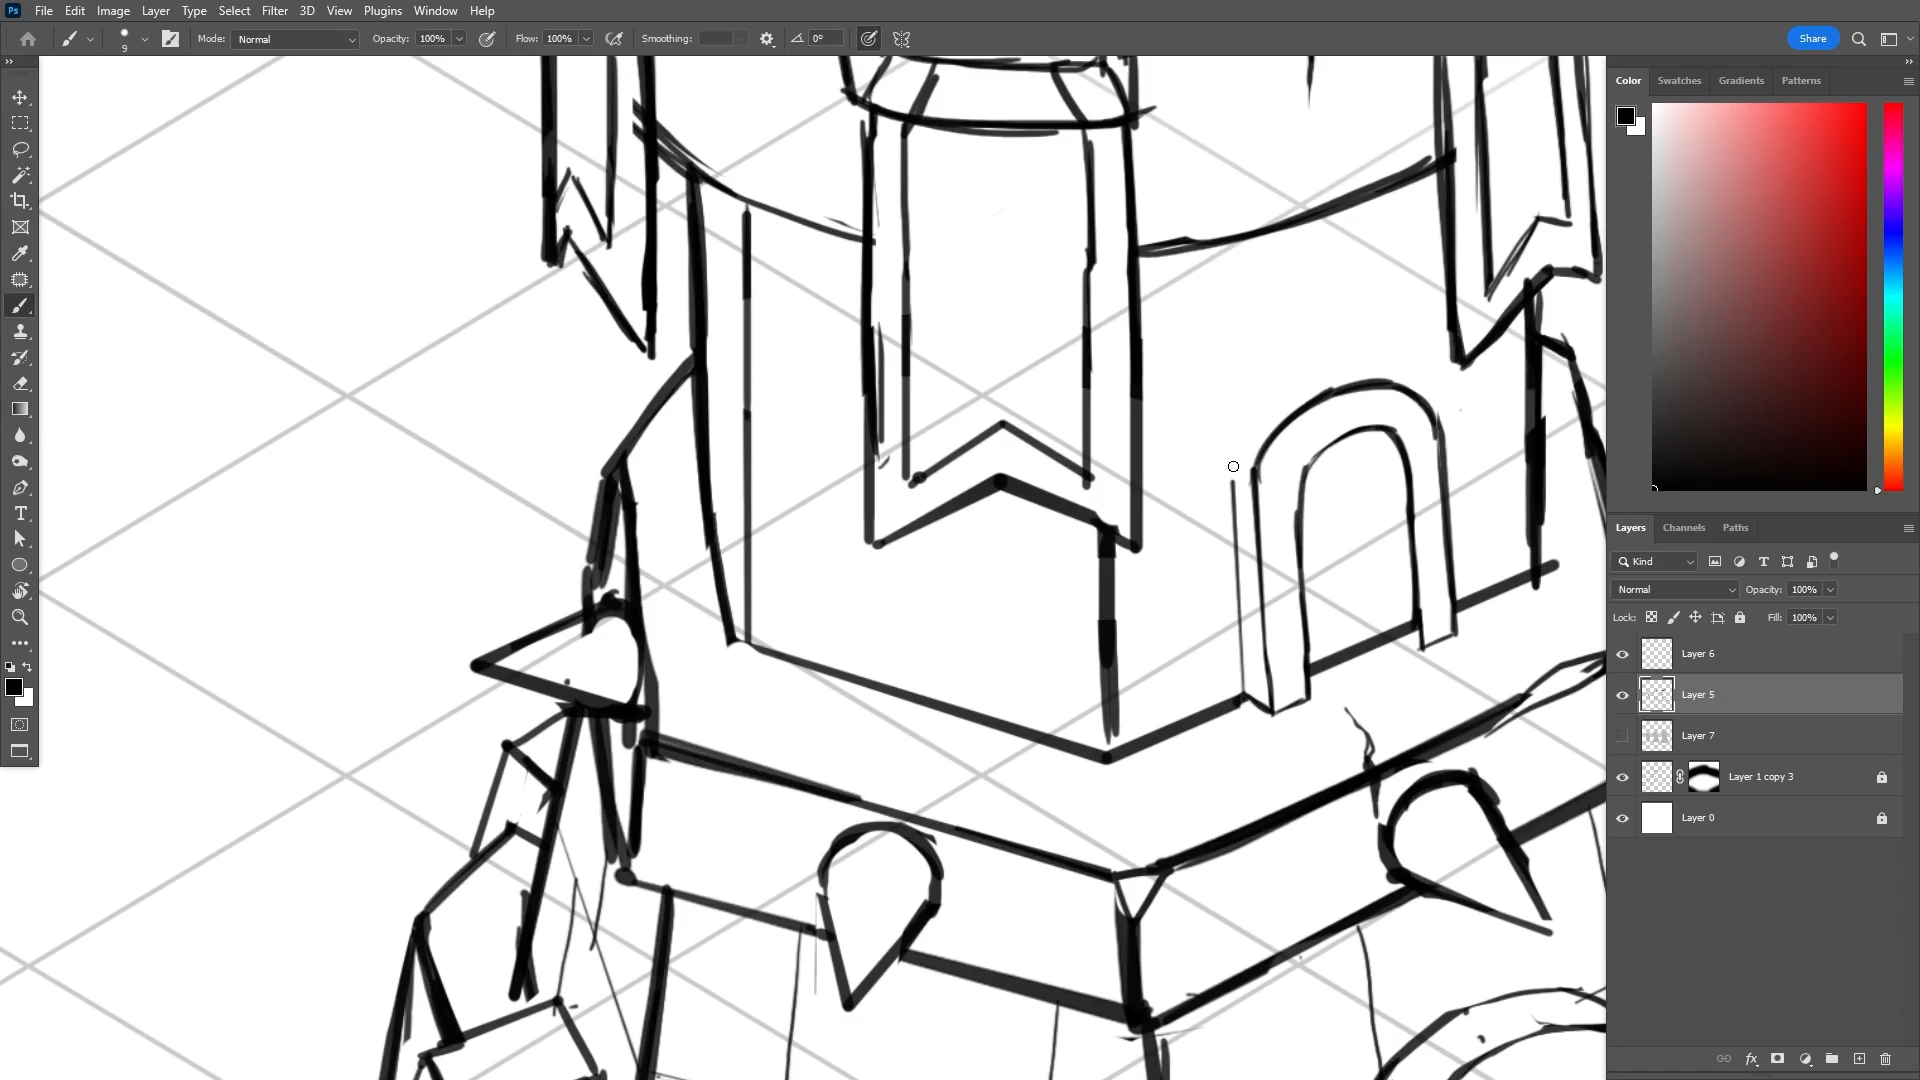 Ps File Edit Image Layer Type Select Filter 3D View Plugins Window Help
9 Mode: Normal Opacity: 100% Flow: 100% Smoothing: 0° Share
Color Swatches Gradients Patterns
Layers Channels Paths
Kind
Normal Opacity: 100%
Lock: Fill: 100%
Layer 6
Layer 5
Layer 7
Layer 1 copy 3
Layer 0